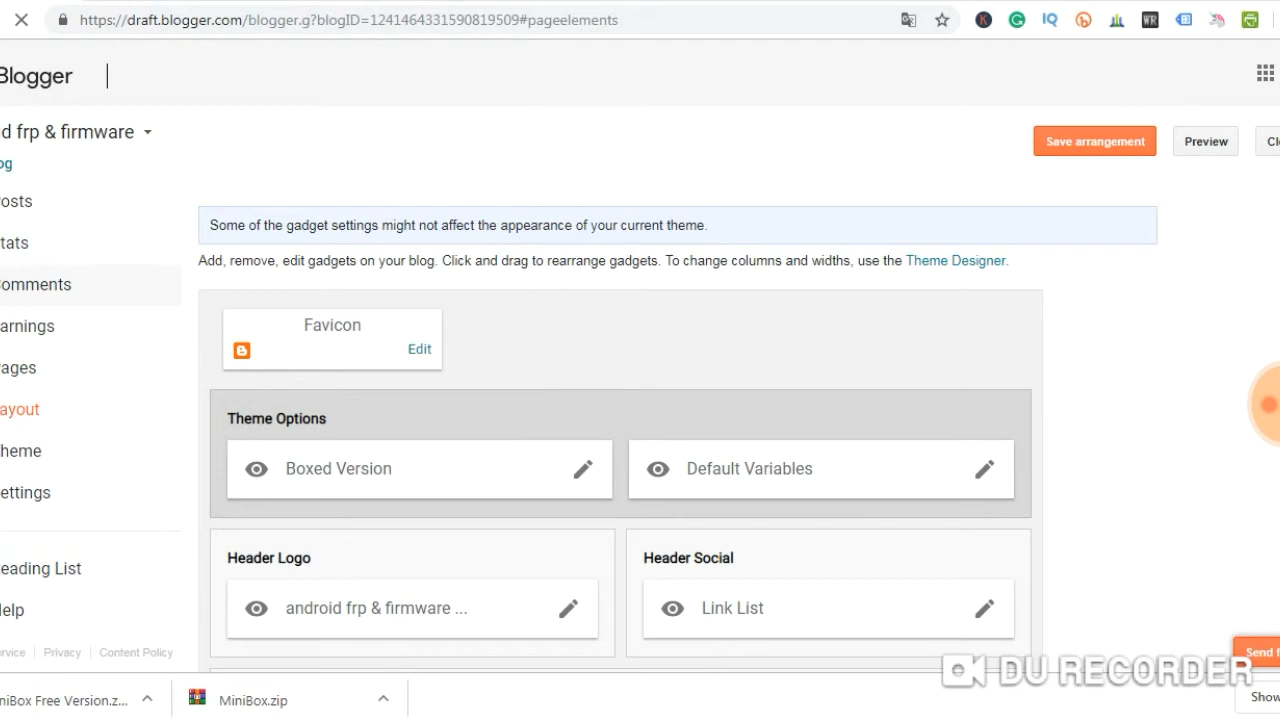 https://draft.blogger.com/blogger.g?blogID=1241464331590819509#pageelements
IQ
WR
Blogger
d frp & firmware
og
Save arrangement
Preview
Cl
osts
tats
omments
arnings
ages
ayout
heme
ettings
eading List
elp
ervice
Privacy
Content Policy
Some of the gadget settings might not affect the appearance of your current theme.
Add, remove, edit gadgets on your blog. Click and drag to rearrange gadgets. To change columns and widths, use the Theme Designer.
Favicon
Edit
Theme Options
Boxed Version
Default Variables
Header Logo
Header Social
android frp & firmware ...
Link List
Send f
DU RECORDER
niBox Free Version.z...
MiniBox.zip
Show